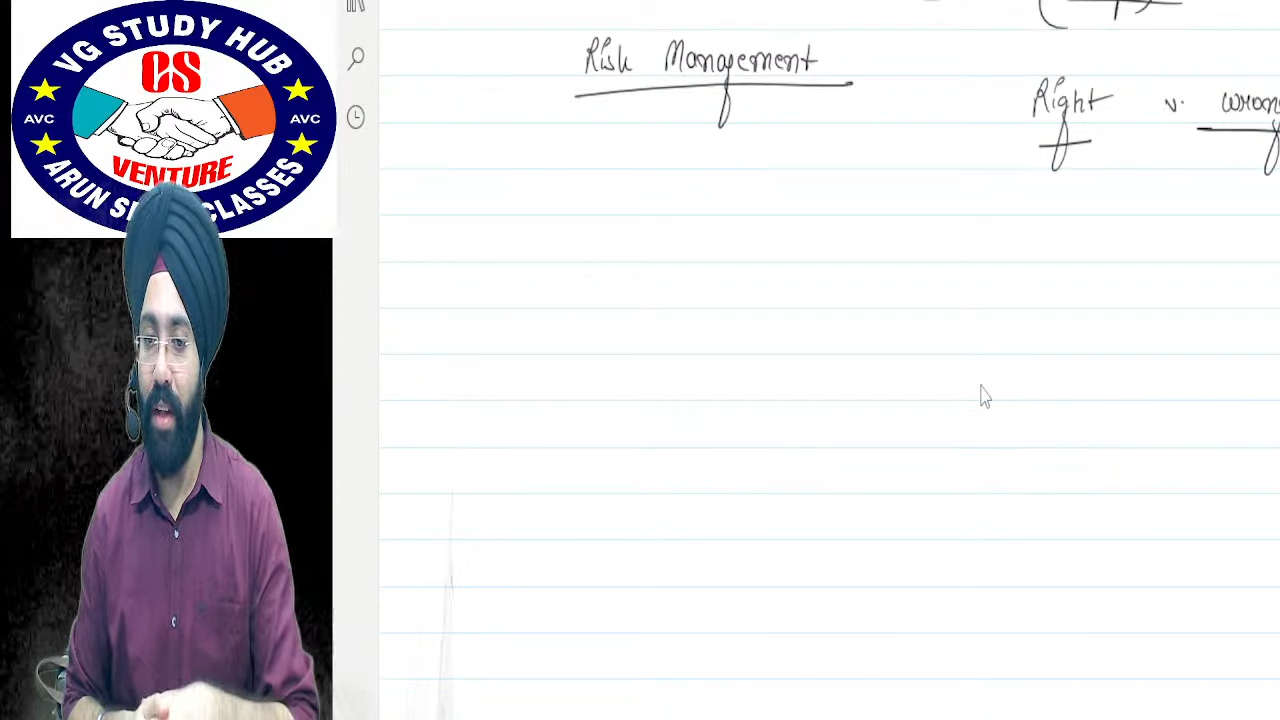 VG STUDY HUB
CS
AVC
AVC
VENTURE
ARUN CLASSES
Risk Management
Right v.